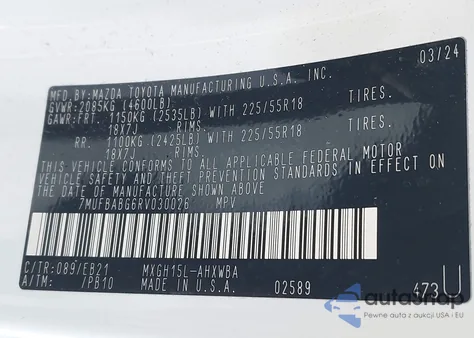 MFD.BY:MAZDA TOYOTA MANUFACTURING U.S.A. INC. 03/24
GVWR:2085KG (4600LB)
GAWR:FRT. 1150KG (2535LB) WITH 225/55R18 TIRES.
18X7J RIMS.
RR. 1100KG (2425LB) WITH 225/55R18 TIRES.
18X7J RIMS.
THIS VEHICLE CONFORMS TO ALL APPLICABLE FEDERAL MOTOR
VEHICLE SAFETY AND THEFT PREVENTION STANDARDS IN EFFECT ON
THE DATE OF MANUFACTURE SHOWN ABOVE.
7MUFBABG6RV030026 MPV
C/TR:089/EB21 MXGH15L-AHXWBA
A/TM: /PB10 MADE IN U.S.A. 02589 473 U
autashop
Pewne auta z aukcji USA i EU